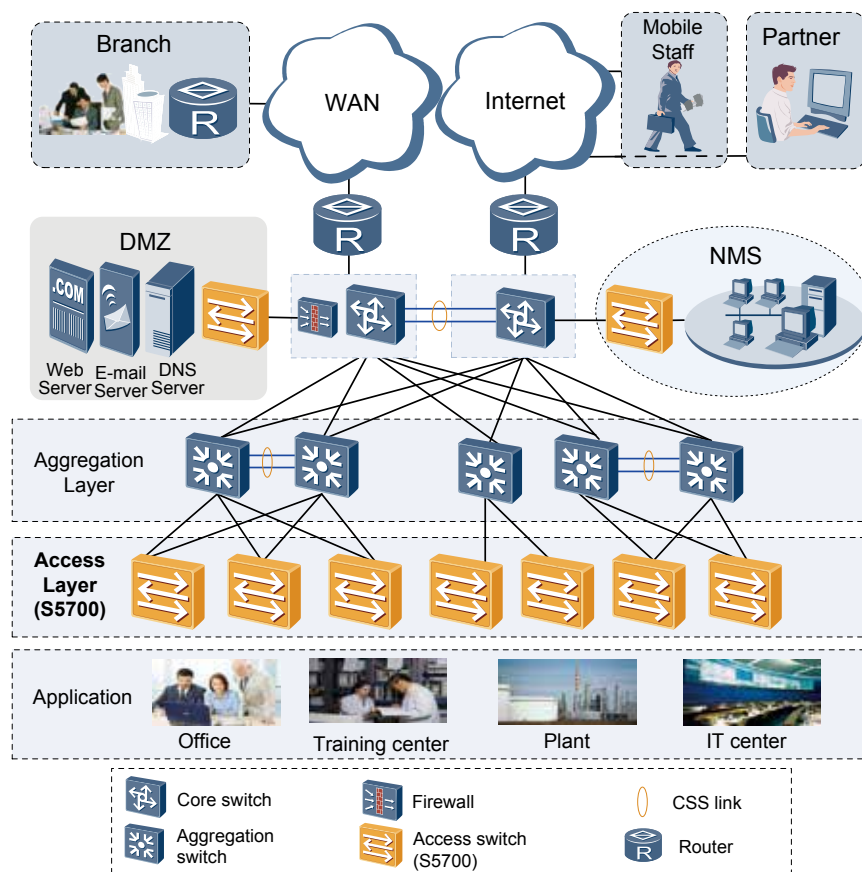 Branch
WAN
Internet
Mobile
Staff
Partner
R
R
R
DMZ
.COM
Web
Server
E-mail
Server
DNS
Server
NMS
Aggregation
Layer
Access
Layer
(S5700)
Application
Office
Training center
Plant
IT center
Core switch
Firewall
CSS link
Aggregation
switch
Access switch
(S5700)
R
Router